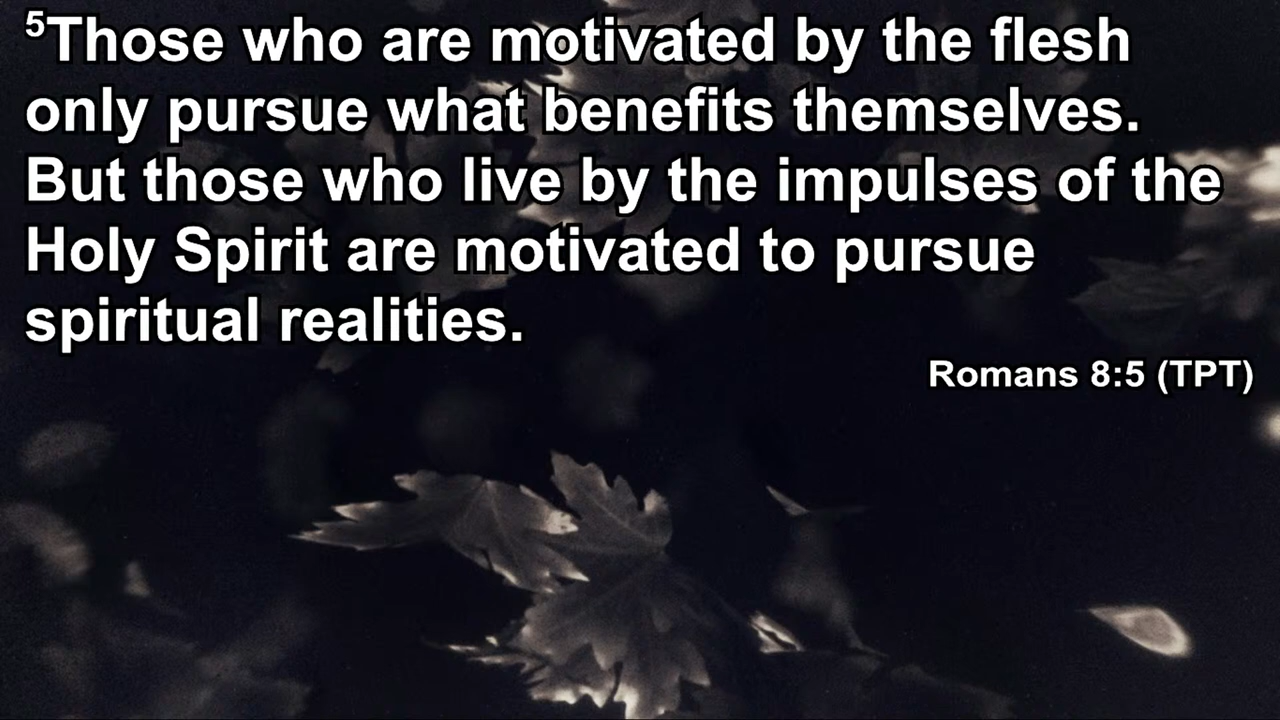 ⁵Those who are motivated by the flesh
only pursue what benefits themselves.
But those who live by the impulses of the
Holy Spirit are motivated to pursue
spiritual realities.
Romans 8:5 (TPT)